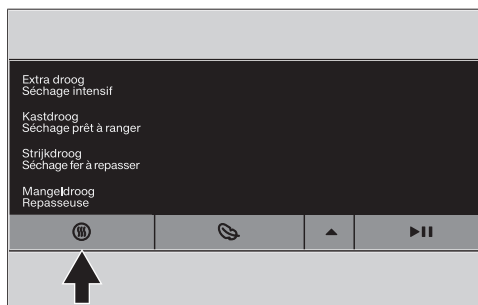 Extra droog
Séchage intensif
Kastdroog
Séchage prêt à ranger
Strijkdroog
Séchage fer à repasser
Mangeldroog
Repasseuse